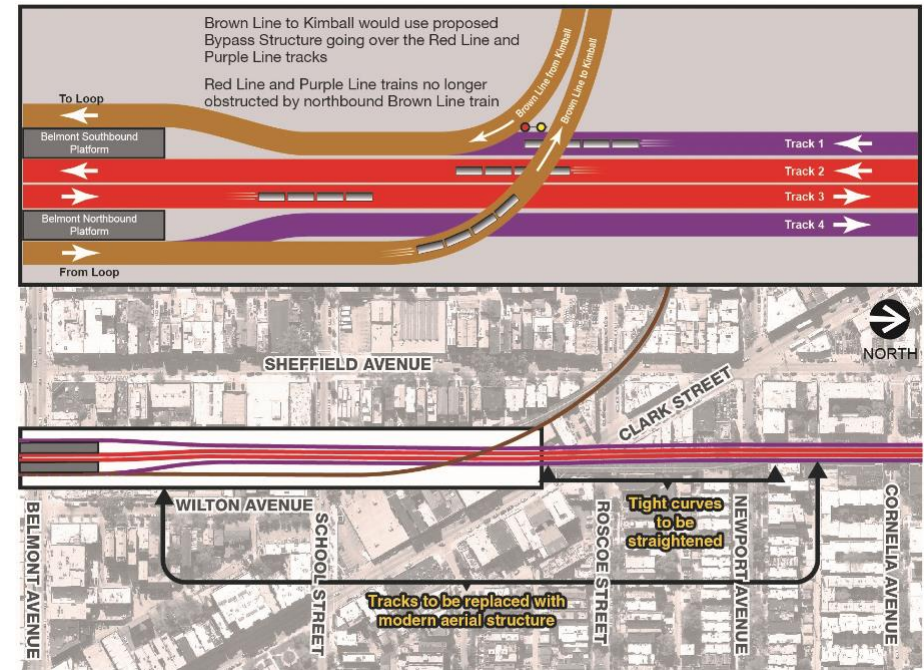 Brown Line to Kimball would use proposed
Bypass Structure going over the Red Line and
Purple Line tracks
Red Line and Purple Line trains no longer
obstructed by northbound Brown Line train
Brown Line from Kimball
Brown Line to Kimball
To Loop
Belmont Southbound
Platform
Track 1
Track 2
Track 3
Belmont Northbound
Platform
Track 4
From Loop
NORTH
SHEFFIELD AVENUE
CLARK STREET
BELMONT AVENUE
WILTON AVENUE
SCHOOL STREET
ROSCOE STREET
Tight curves
to be
straightened
NEWPORT AVENUE
CORNELIA AVENUE
Tracks to be replaced with
modern aerial structure